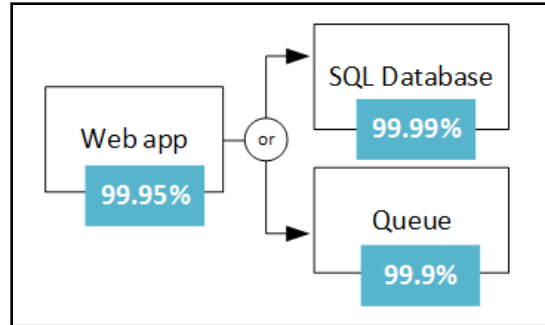 Web app
99.95%
or
SQL Database
99.99%
Queue
99.9%